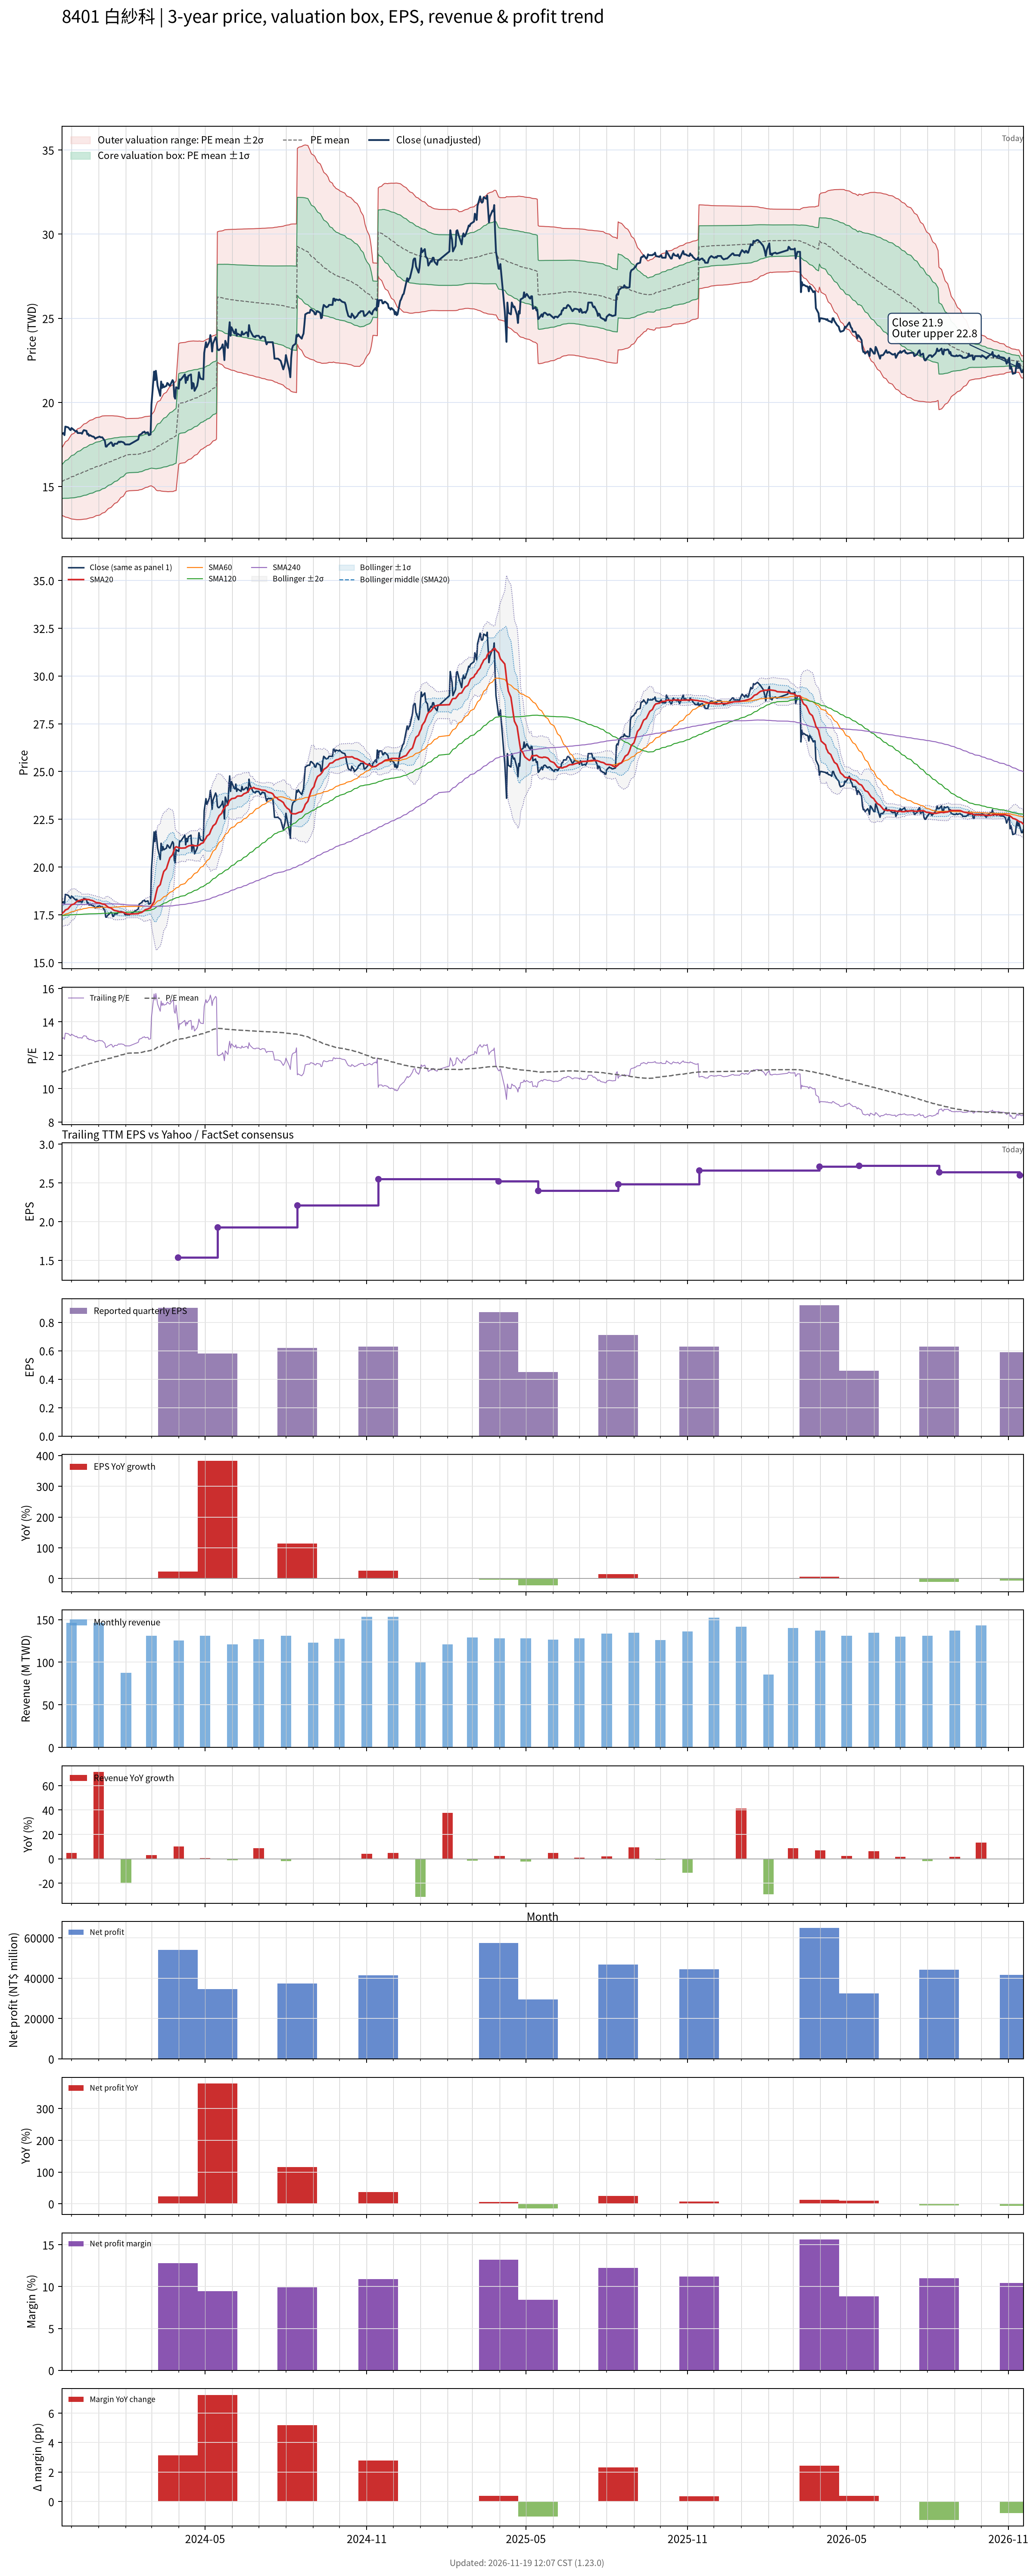 8401 白紗科 | 3-year price, valuation box, EPS, revenue & profit trend
Outer valuation range: PE mean ±2σ
PE mean
Close (unadjusted)
Core valuation box: PE mean ±1σ
Today
35
30
25
20
15
Price (TWD)
Close 21.9
Outer upper 22.8
Close (same as panel 1)
SMA60
SMA240
Bollinger ±1σ
SMA20
SMA120
Bollinger ±2σ
Bollinger middle (SMA20)
35.0
32.5
30.0
27.5
25.0
22.5
20.0
17.5
15.0
Price
Trailing P/E
P/E mean
16
14
12
10
8
P/E
Trailing TTM EPS vs Yahoo / FactSet consensus
Today
3.0
2.5
2.0
1.5
EPS
Reported quarterly EPS
0.8
0.6
0.4
0.2
0.0
EPS
EPS YoY growth
400
300
200
100
0
YoY (%)
Monthly revenue
150
100
50
0
Revenue (M TWD)
Revenue YoY growth
60
40
20
0
-20
YoY (%)
Month
Net profit
60000
40000
20000
0
Net profit (NT$ million)
Net profit YoY
300
200
100
0
YoY (%)
Net profit margin
15
10
5
0
Margin (%)
Margin YoY change
6
4
2
0
Δ margin (pp)
2024-05
2024-11
2025-05
2025-11
2026-05
2026-11
Updated: 2026-11-19 12:07 CST (1.23.0)